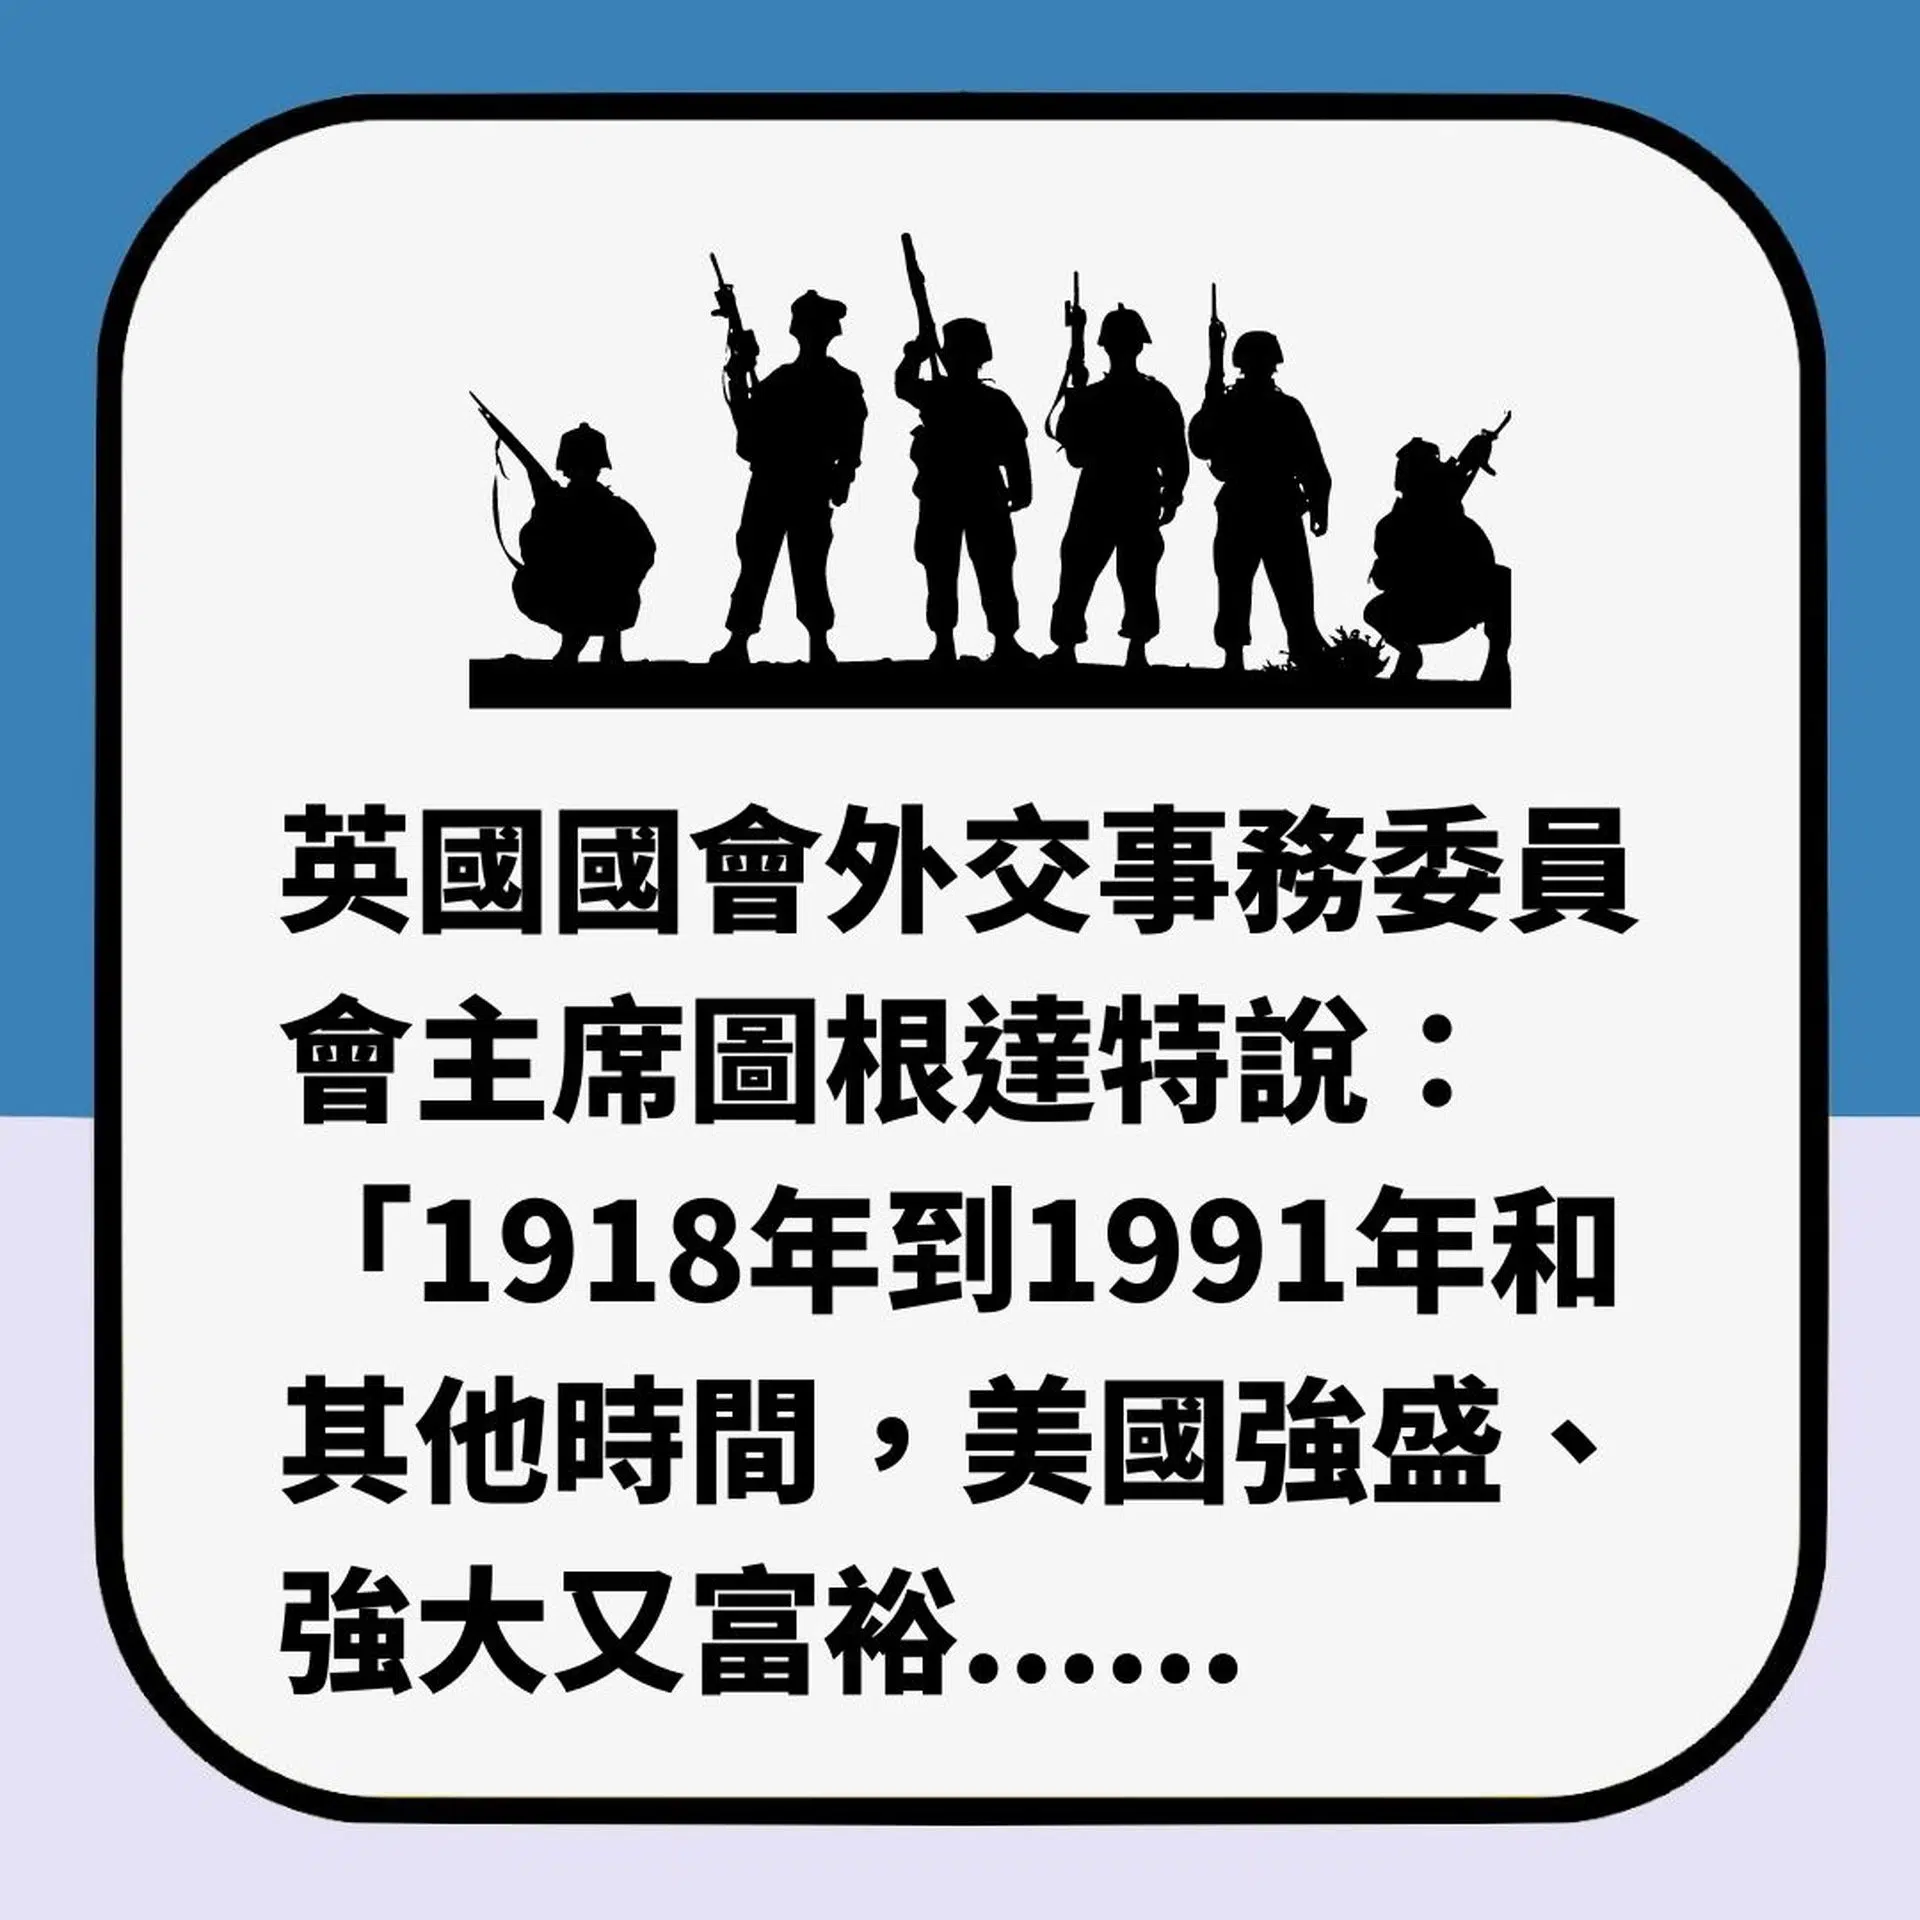 英國國會外交事務委員
會主席圖根達特說：
「1918年到1991年和
其他時間，美國強盛、
強大又富裕......